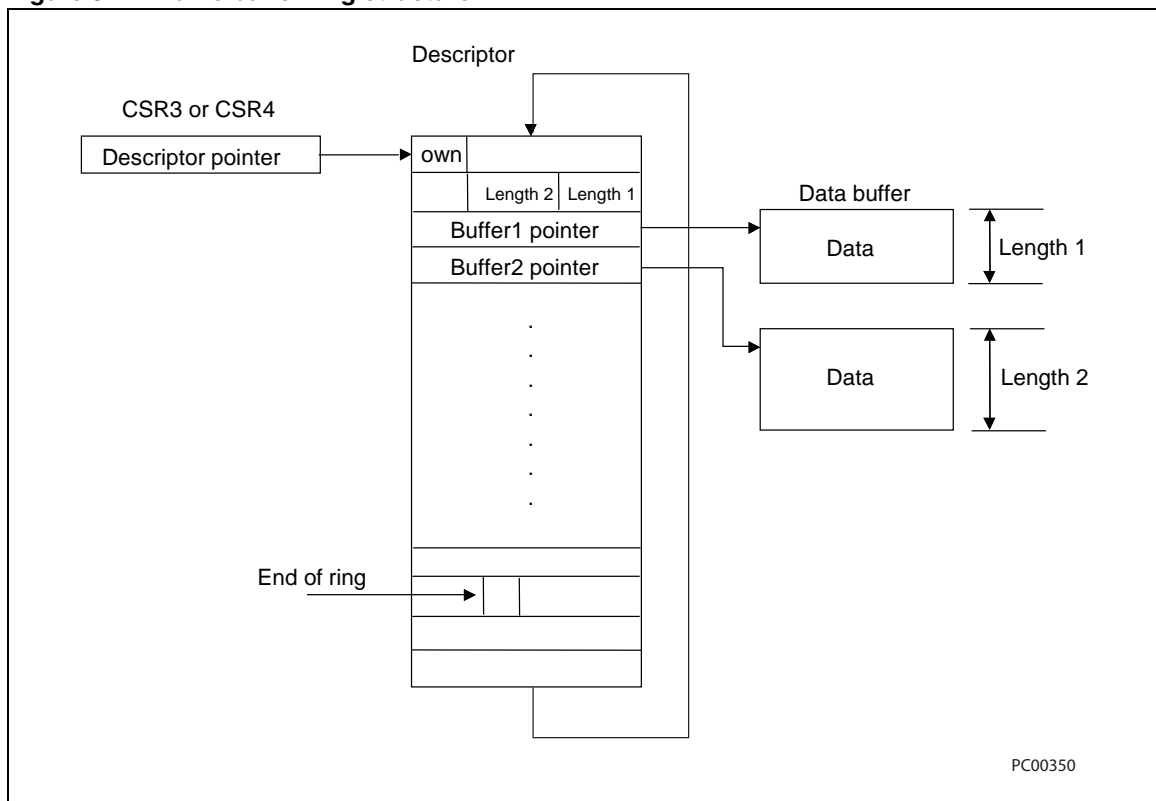 Descriptor
CSR3 or CSR4
Descriptor pointer
own
Length 2
Length 1
Buffer1 pointer
Buffer2 pointer
Data buffer
Data
Length 1
Data
Length 2
End of ring
PC00350